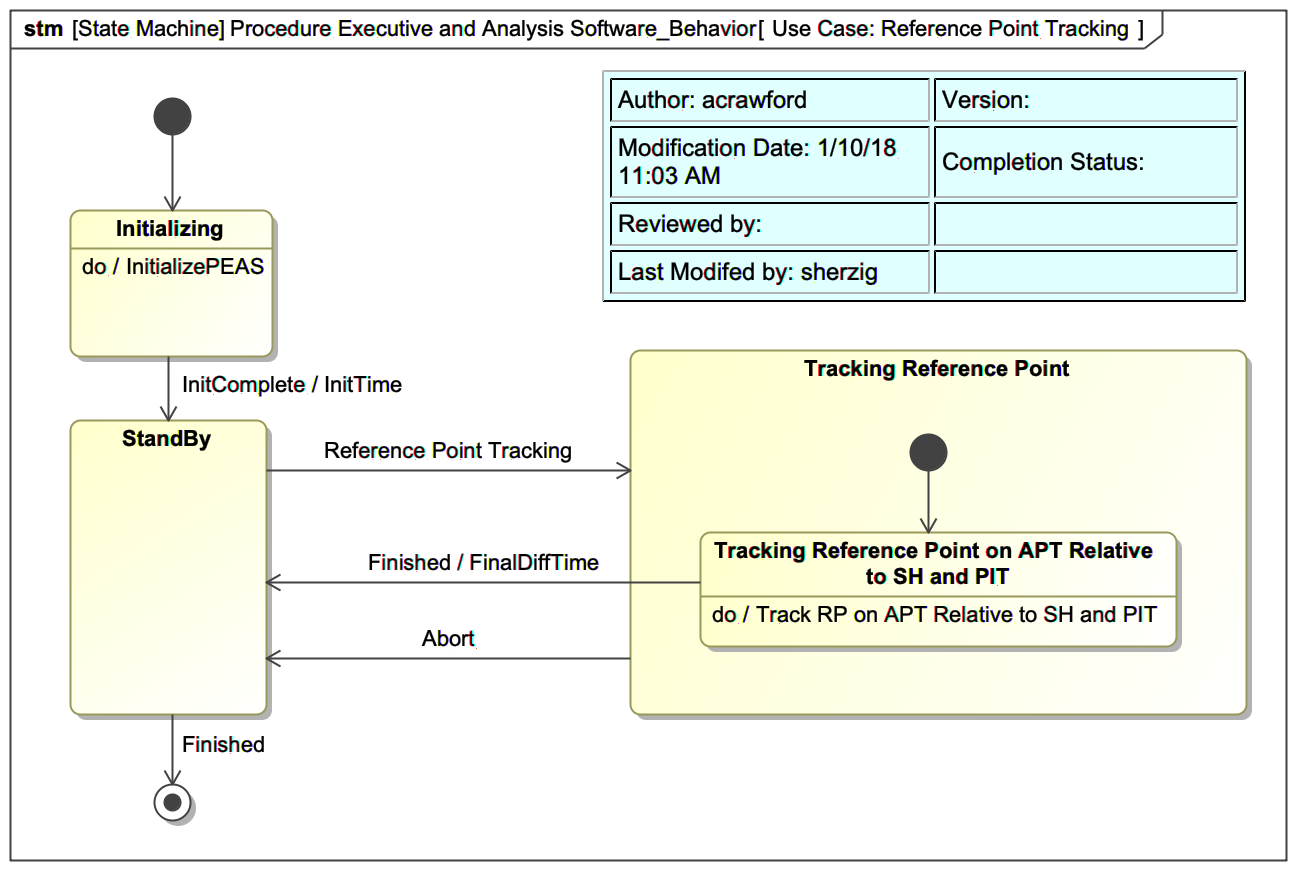 stm [State Machine] Procedure Executive and Analysis Software_Behavior[ Use Case: Reference Point Tracking ]
Author: acrawford
Version:
Modification Date: 1/10/18
11:03 AM
Completion Status:
Reviewed by:
Last Modifed by: sherzig
Initializing
do / InitializePEAS
InitComplete / InitTime
StandBy
Reference Point Tracking
Finished / FinalDiffTime
Abort
Finished
Tracking Reference Point
Tracking Reference Point on APT Relative
to SH and PIT
do / Track RP on APT Relative to SH and PIT